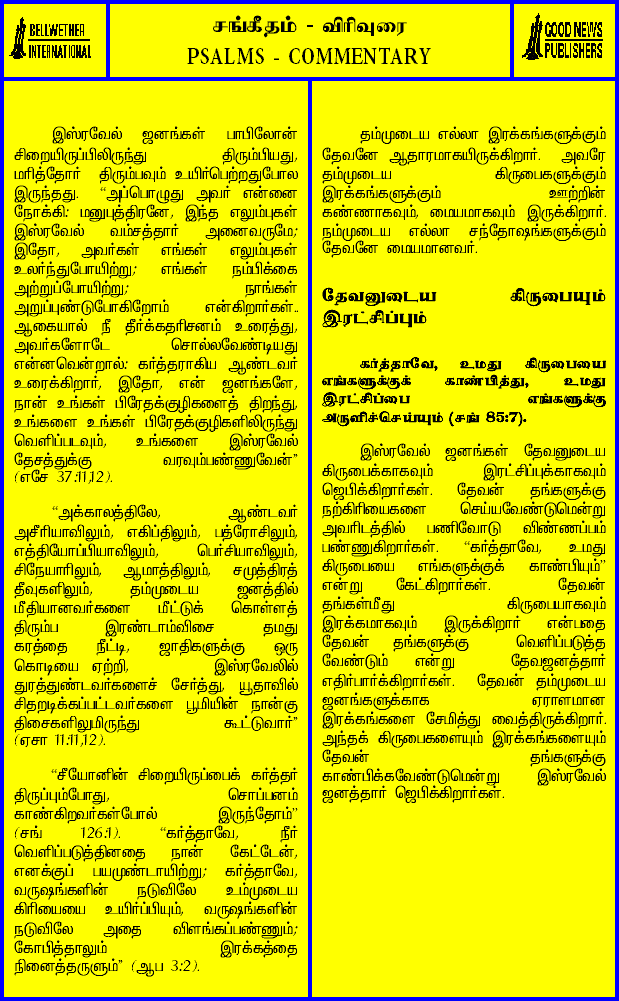 BELLWETHER
INTERNATIONAL
சங்கீதம் - விரிவுரை
PSALMS - COMMENTARY
GOOD NEWS
PUBLISHERS
இஸ்ரவேல் ஜனங்கள் பாபிலோன்
சிறையிருப்பிலிருந்து திரும்பியது,
மரித்தோர் திரும்பவும் உயிர்பெற்றதுபோல
இருந்தது. “அப்பொழுது அவர் என்னை
நோக்கி: மனுபுத்திரனே, இந்த எலும்புகள்
இஸ்ரவேல் வம்சத்தார் அனைவருமே;
இதோ, அவர்கள் எங்கள் எலும்புகள்
உலர்ந்துபோயிற்று; எங்கள் நம்பிக்கை
அற்றுப்போயிற்று; நாங்கள்
அறுப்புண்டுபோகிறோம் என்கிறார்கள்..
ஆகையால் நீ தீர்க்கதரிசனம் உரைத்து,
அவர்களோடே சொல்லவேண்டியது
என்னவென்றால்: கர்த்தராகிய ஆண்டவர்
உரைக்கிறார், இதோ, என் ஜனங்களே,
நான் உங்கள் பிரேதக்குழிகளைத் திறந்து,
உங்களை உங்கள் பிரேதக்குழிகளிலிருந்து
வெளிப்படவும், உங்களை இஸ்ரவேல்
தேசத்துக்கு வரவும்பண்ணுவேன்”
(எசே 37:11,12).
“அக்காலத்திலே, ஆண்டவர்
அசீரியாவிலும், எகிப்திலும், பத்ரோசிலும்,
எத்தியோப்பியாவிலும், பெர்சியாவிலும்,
சிநேயாரிலும், ஆமாத்திலும், சமுத்திரத்
தீவுகளிலும், தம்முடைய ஜனத்தில்
மீதியானவர்களை மீட்டுக் கொள்ளத்
திரும்ப இரண்டாம்விசை தமது
கரத்தை நீட்டி, ஜாதிகளுக்கு ஒரு
கொடியை ஏற்றி, இஸ்ரவேலில்
துரத்துண்டவர்களைச் சேர்த்து, யூதாவில்
சிதறடிக்கப்பட்டவர்களை பூமியின் நான்கு
திசைகளிலுமிருந்து கூட்டுவார்”
(ஏசா 11:11,12).
“சீயோனின் சிறையிருப்பைக் கர்த்தர்
திருப்பும்போது, சொப்பனம்
காண்கிறவர்கள்போல் இருந்தோம்”
(சங் 126:1). “கர்த்தாவே, நீர்
வெளிப்படுத்தினதை நான் கேட்டேன்,
எனக்குப் பயமுண்டாயிற்று; கர்த்தாவே,
வருஷங்களின் நடுவிலே உம்முடைய
கிரியையை உயிர்ப்பியும், வருஷங்களின்
நடுவிலே அதை விளங்கப்பண்ணும்;
கோபித்தாலும் இரக்கத்தை
நினைத்தருளும்” (ஆப 3:2).
தம்முடைய எல்லா இரக்கங்களுக்கும்
தேவனே ஆதாரமாகயிருக்கிறார். அவரே
தம்முடைய கிருபைகளுக்கும்
இரக்கங்களுக்கும் ஊற்றின்
கண்ணாகவும், மையமாகவும் இருக்கிறார்.
நம்முடைய எல்லா சந்தோஷங்களுக்கும்
தேவனே மையமானவர்.
தேவனுடைய கிருபையும்
இரட்சிப்பும்
கர்த்தாவே, உமது கிருபையை
எங்களுக்குக் காண்பித்து, உமது
இரட்சிப்பை எங்களுக்கு
அருளிச்செய்யும் (சங் 85:7).
இஸ்ரவேல் ஜனங்கள் தேவனுடைய
கிருபைக்காகவும் இரட்சிப்புக்காகவும்
ஜெபிக்கிறார்கள். தேவன் தங்களுக்கு
நற்கிரியைகளை செய்யவேண்டுமென்று
அவரிடத்தில் பணிவோடு விண்ணப்பம்
பண்ணுகிறார்கள். “கர்த்தாவே, உமது
கிருபையை எங்களுக்குக் காண்பியும்”
என்று கேட்கிறார்கள். தேவன்
தங்கள்மீது கிருபையாகவும்
இரக்கமாகவும் இருக்கிறார் என்பதை
தேவன் தங்களுக்கு வெளிப்படுத்த
வேண்டும் என்று தேவஜனத்தார்
எதிர்பார்க்கிறார்கள். தேவன் தம்முடைய
ஜனங்களுக்காக ஏராளமான
இரக்கங்களை சேமித்து வைத்திருக்கிறார்.
அந்தக் கிருபைகளையும் இரக்கங்களையும்
தேவன் தங்களுக்கு
காண்பிக்கவேண்டுமென்று இஸ்ரவேல்
ஜனத்தார் ஜெபிக்கிறார்கள்.